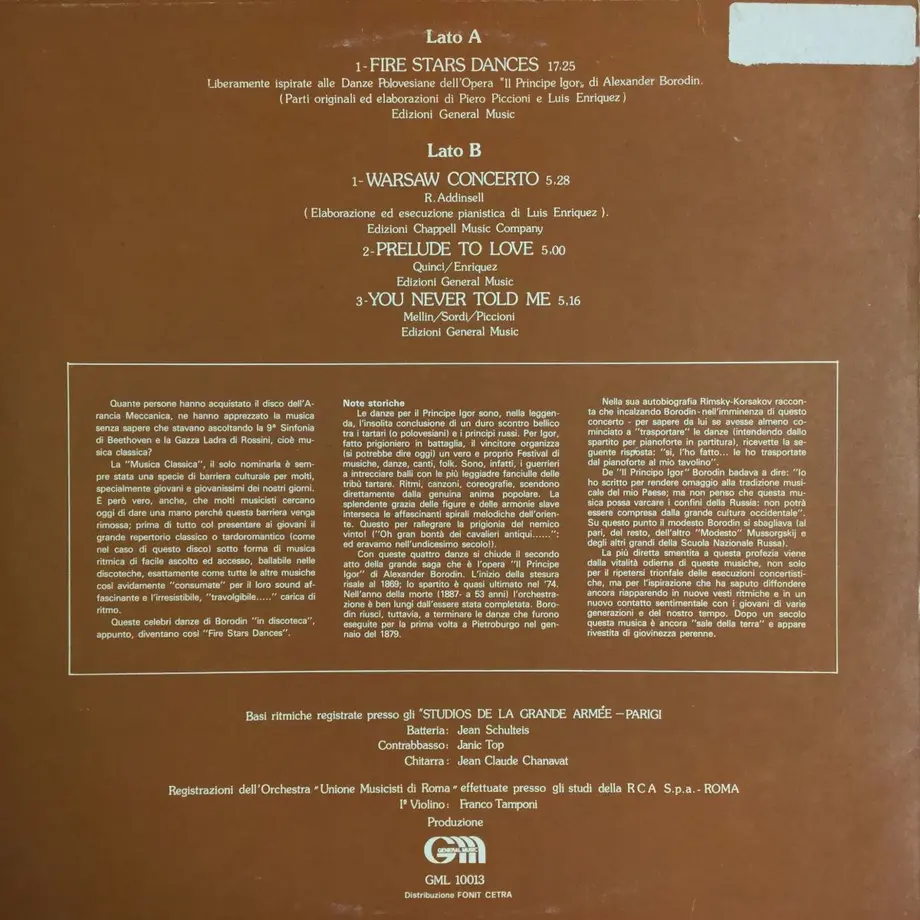 Lato A
1-FIRE STARS DANCES 17,25
Liberamente ispirate alle Danze Polovesiane dell'Opera "Il Principe Igor„ di Alexander Borodin.
(Parti originali ed elaborazioni di Piero Piccioni e Luis Enriquez)
Edizioni General Music
Lato B
1-WARSAW CONCERTO 5,28
R. Addinsell
(Elaborazione ed esecuzione pianistica di Luis Enriquez).
Edizioni Chappell Music Company
2-PRELUDE TO LOVE 5,00
Quinci/Enriquez
Edizioni General Music
3-YOU NEVER TOLD ME 5,16
Mellin/Sordi/Piccioni
Edizioni General Music
Quante persone hanno acquistato il disco dell'A-
rancia Meccanica, ne hanno apprezzato la musica
senza sapere che stavano ascoltando la 9ª Sinfonia
di Beethoven e la Gazza Ladra di Rossini, cioè mu-
sica classica?
La "Musica Classica", il solo nominarla è sem-
pre stata una specie di barriera culturale per molti,
specialmente giovani e giovanissimi dei nostri giorni.
E però vero, anche, che molti musicisti cercano
oggi di dare una mano perché questa barriera venga
rimossa; prima di tutto col presentare ai giovani il
grande repertorio classico o tardoromantico (come
nel caso di questo disco) sotto forma di musica
ritmica di facile ascolto ed accesso, ballabile nelle
discoteche, esattamente come tutte le altre musiche
così avidamente "consumate" per il loro sound af-
fascinante e l'irresistibile, "travolgibile....." carica di
ritmo.
Queste celebri danze di Borodin "in discoteca",
appunto, diventano così "Fire Stars Dances".
Note storiche
Le danze per il Principe Igor sono, nella leggen-
da, l'insolita conclusione di un duro scontro bellico
tra i tartari (o polovesiani) e i principi russi. Per Igor,
fatto prigioniero in battaglia, il vincitore organizza
(si potrebbe dire oggi) un vero e proprio Festival di
musiche, danze, canti, folk. Sono, infatti, i guerrieri
a intrecciare balli con le più leggiadre fanciulle delle
tribù tartare. Ritmi, canzoni, coreografie, scendono
direttamente dalla genuina anima popolare. La
splendente grazia delle figure e delle armonie slave
interseca le affascinanti spirali melodiche dell'orien-
te. Questo per rallegrare la prigionia del nemico
vinto! ("Oh gran bontà dei cavalieri antiqui......":
ed eravamo nell'undicesimo secolo!).
Con queste quattro danze si chiude il secondo
atto della grande saga che è l'opera "Il Principe
Igor" di Alexander Borodin. L'inizio della stesura
risale al 1869; lo spartito è quasi ultimato nel '74.
Nell'anno della morte (1887- a 53 anni) l'orchestra-
zione è ben lungi dall'essere stata completata. Boro-
din riuscì, tuttavia, a terminare le danze che furono
eseguite per la prima volta a Pietroburgo nel gen-
naio del 1879.
Nella sua autobiografia Rimsky-Korsakov raccon-
ta che incalzando Borodin-nell'imminenza di questo
concerto - per sapere da lui se avesse almeno co-
minciato a "trasportare" le danze (intendendo dallo
spartito per pianoforte in partitura), ricevette la se-
guente risposta: "sì, l'ho fatto... le ho trasportate
dal pianoforte al mio tavolino".
De "Il Principo Igor" Borodin badava a dire: "Io
ho scritto per rendere omaggio alla tradizione musi-
cale del mio Paese; ma non penso che questa mu-
sica possa varcare i confini della Russia: non potrà
essere compresa dalla grande cultura occidentale".
Su questo punto il modesto Borodin si sbagliava (al
pari, del resto, dell'altro "Modesto" Mussorgskij e
degli altri grandi della Scuola Nazionale Russa).
La più diretta smentita a questa profezia viene
dalla vitalità odierna di queste musiche, non solo
per il ripetersi trionfale delle esecuzioni concertisti-
che, ma per l'ispirazione che ha saputo diffondere
ancora riapparendo in nuove vesti ritmiche e in un
nuovo contatto sentimentale con i giovani di varie
generazioni e del nostro tempo. Dopo un secolo
questa musica è ancora "sale della terra" e appare
rivestita di giovinezza perenne.
Basi ritmiche registrate presso gli "STUDIOS DE LA GRANDE ARMÉE – PARIGI
Batteria: Jean Schulteis
Contrabbasso: Janic Top
Chitarra: Jean Claude Chanavat
Registrazioni dell'Orchestra "Unione Musicisti di Roma" effettuate presso gli studi della RCA S.p.a.-ROMA
Iº Violino: Franco Tamponi
Produzione
GM
GENERAL MUSIC
GML 10013
Distribuzione FONIT CETRA